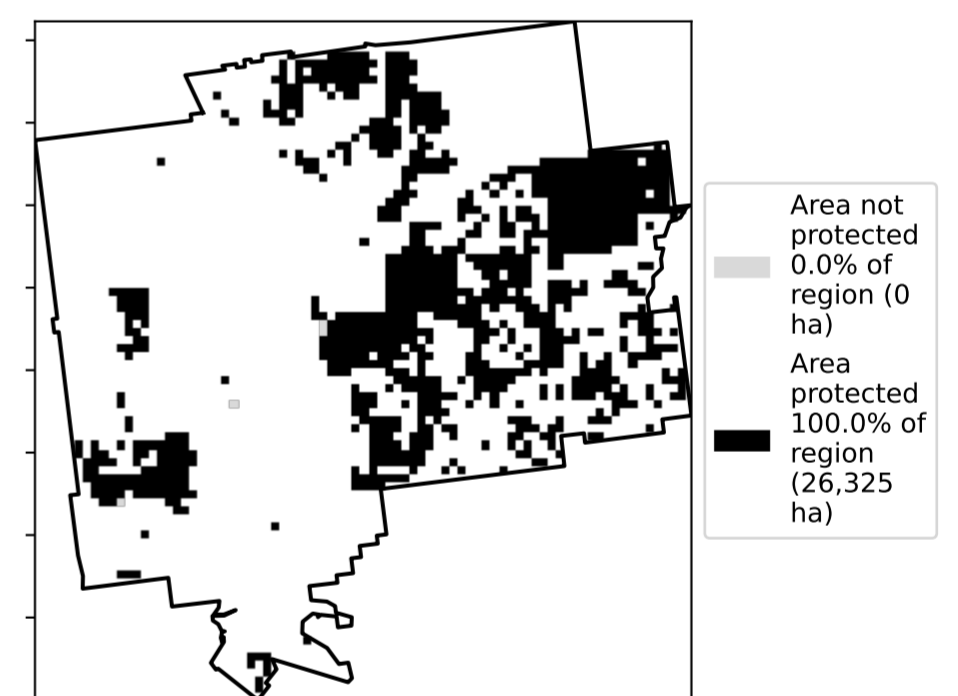 Area not
protected
0.0% of
region (0
ha)
Area
protected
100.0% of
region
(26,325
ha)